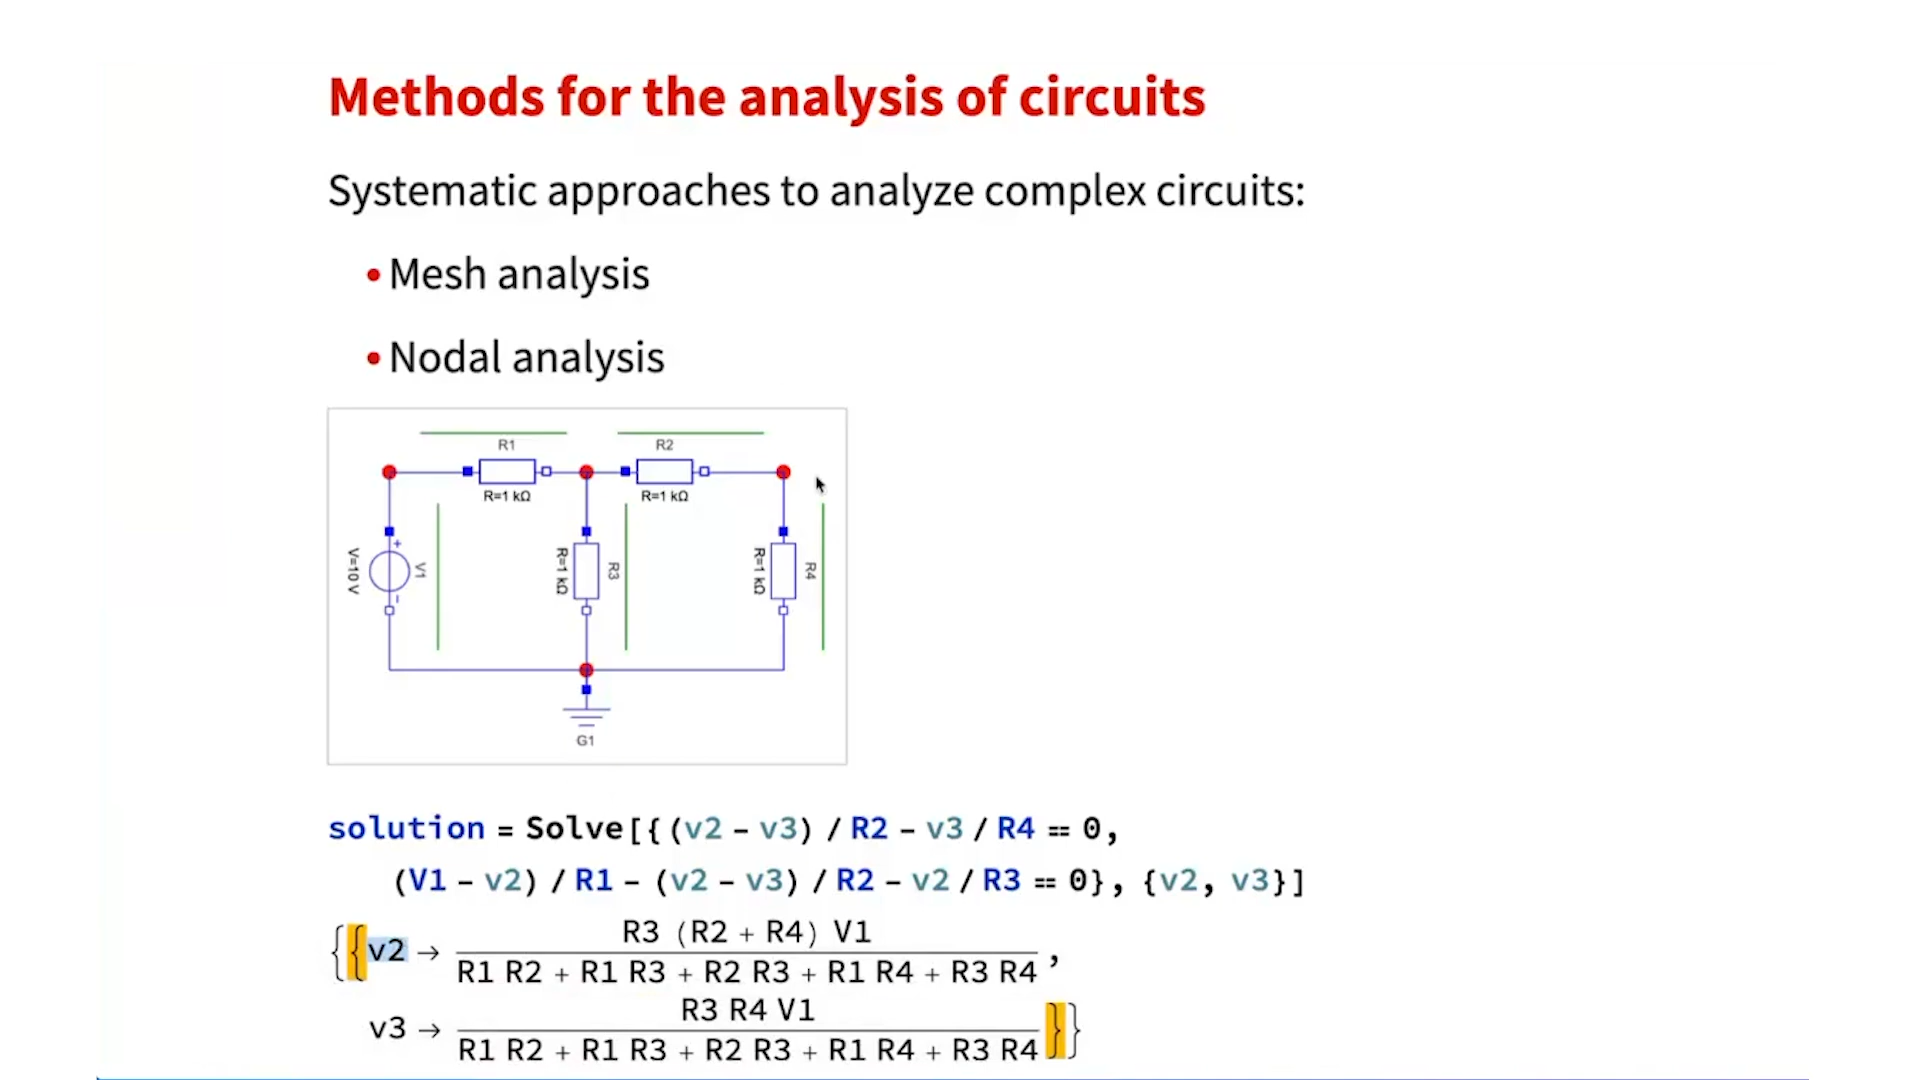 Methods for the analysis of circuits
Systematic approaches to analyze complex circuits:
• Mesh analysis
• Nodal analysis
R1
R2
R=1 kΩ
R=1 kΩ
V=10 V
+
-
V1
R=1 kΩ
R3
R=1 kΩ
R4
G1
solution = Solve[{(v2 - v3) / R2 - v3 / R4 == 0,
(V1 - v2) / R1 - (v2 - v3) / R2 - v2 / R3 == 0}, {v2, v3}]
R3 (R2 + R4) V1
{{v2 →
R1 R2 + R1 R3 + R2 R3 + R1 R4 + R3 R4 ,
R3 R4 V1
v3 →
R1 R2 + R1 R3 + R2 R3 + R1 R4 + R3 R4 }}